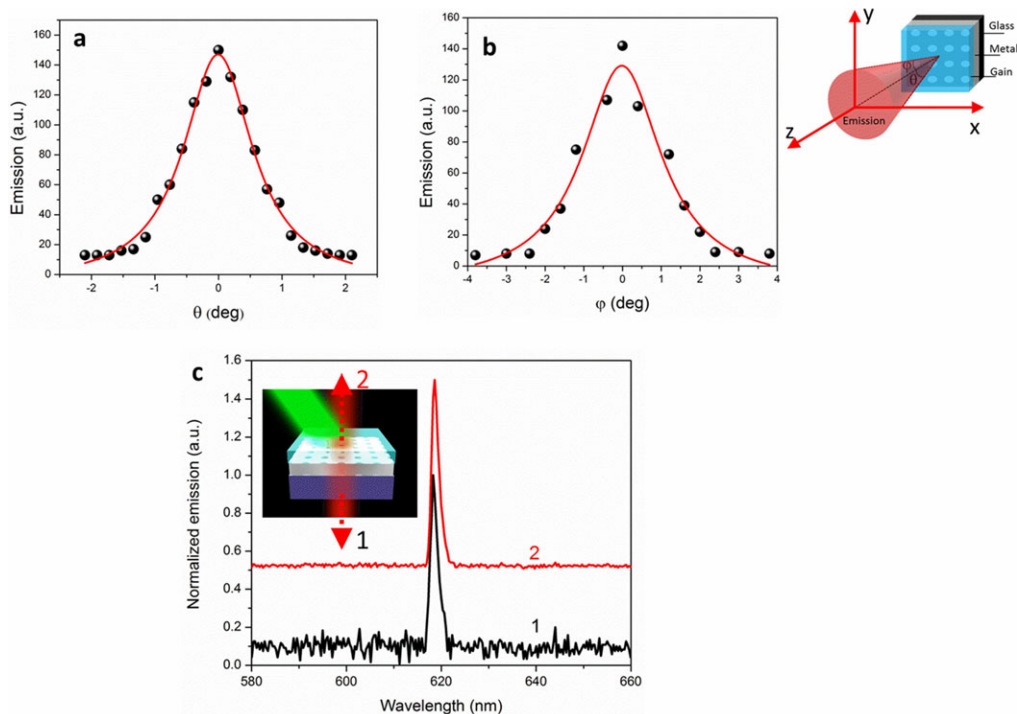 a
160
140
120
100
80
60
40
20
0
Emission (a.u.)
-2
-1
0
1
2
θ (deg)
b
160
140
120
100
80
60
40
20
0
Emission (a.u.)
-4
-3
-2
-1
0
1
2
3
4
φ (deg)
y
x
z
Glass
Metal
Gain
φ
θ
Emission
c
1.6
1.4
1.2
1.0
0.8
0.6
0.4
0.2
0.0
Normalized emission (a.u.)
2
1
2
1
580
600
620
640
660
Wavelength (nm)